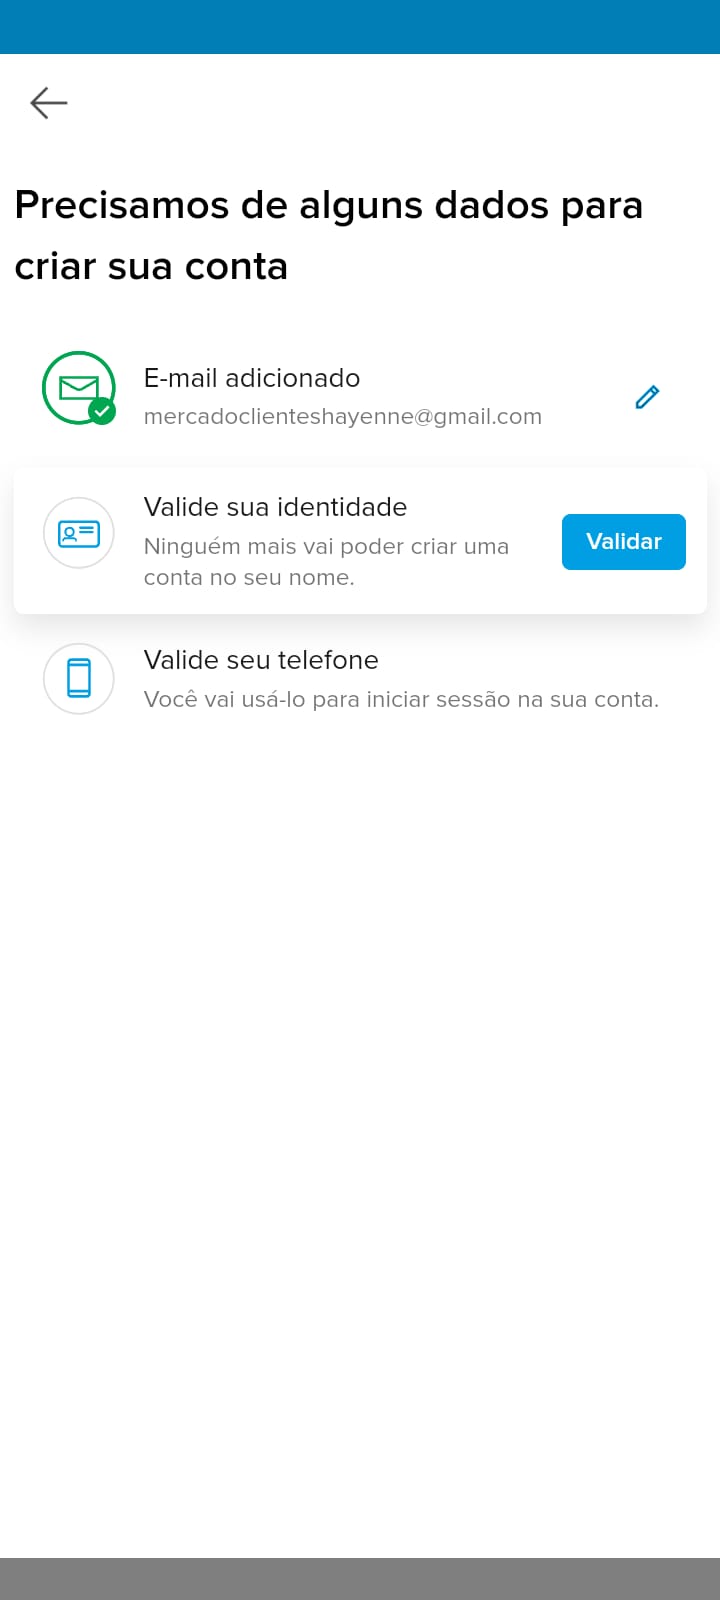 Precisamos de alguns dados para
criar sua conta
E-mail adicionado
mercadoclienteshayenne@gmail.com
Valide sua identidade
Ninguém mais vai poder criar uma
conta no seu nome.
Validar
Valide seu telefone
Você vai usá-lo para iniciar sessão na sua conta.